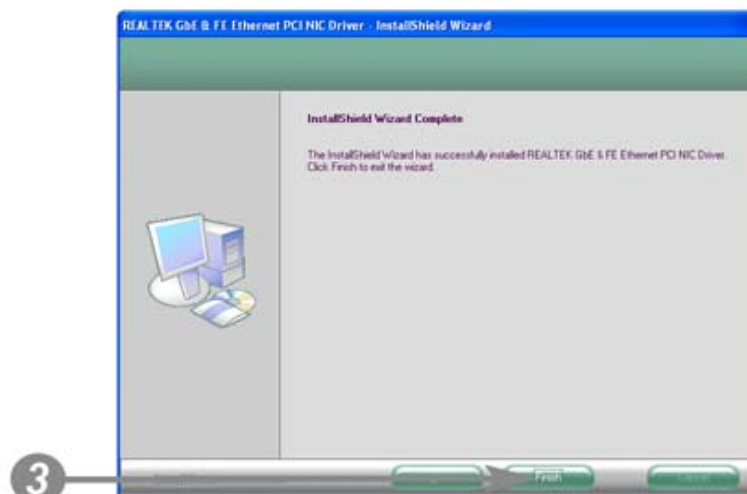 REALTEK GbE & FE Ethernet PCI NIC Driver - InstallShield Wizard
InstallShield Wizard Complete
The InstallShield Wizard has successfully installed REALTEK GbE & FE Ethernet PCI NIC Driver.
Click Finish to exit the wizard.
3
Finish
Cancel